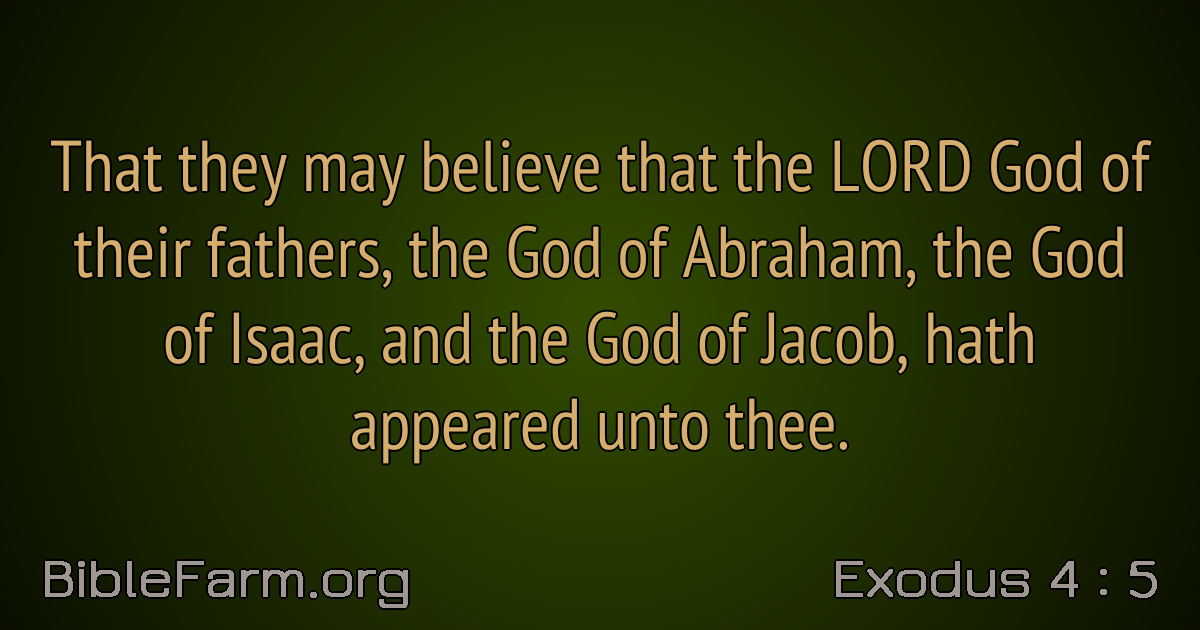 That they may believe that the LORD God of
their fathers, the God of Abraham, the God
of Isaac, and the God of Jacob, hath
appeared unto thee.
BibleFarm.org
Exodus 4 : 5